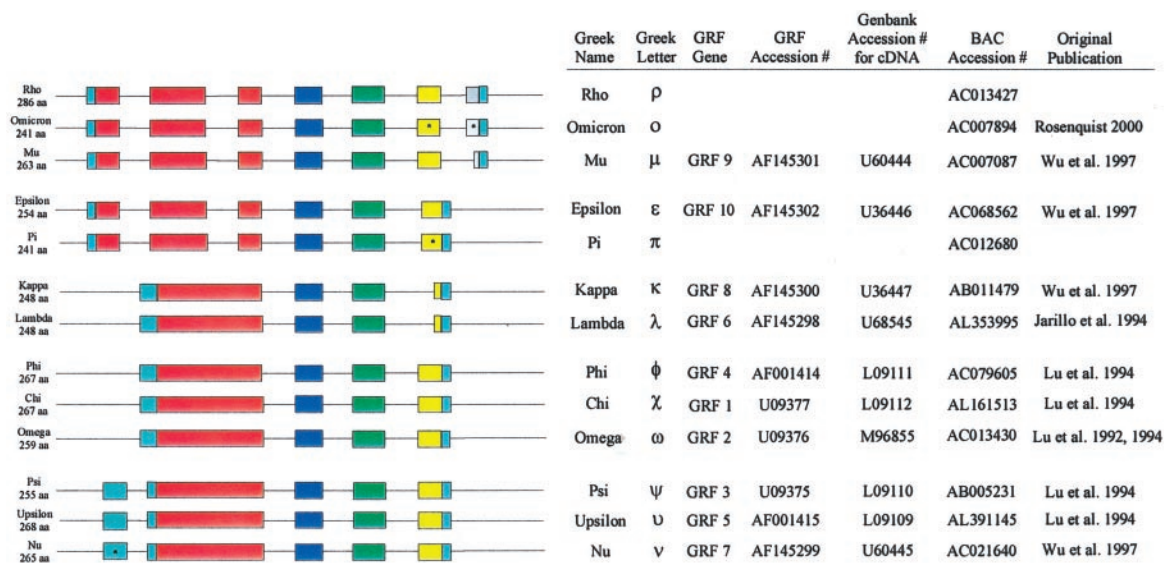 Greek Name Greek Letter GRF Gene GRF Accession # Genbank Accession # for cDNA BAC Accession # Original Publication
Rho
286 aa
Rho ρ AC013427
Omicron
241 aa
Omicron ο AC007894 Rosenquist 2000
Mu
263 aa
Mu μ GRF 9 AF145301 U60444 AC007087 Wu et al. 1997
Epsilon
254 aa
Epsilon ε GRF 10 AF145302 U36446 AC068562 Wu et al. 1997
Pi
241 aa
Pi π AC012680
Kappa
248 aa
Kappa κ GRF 8 AF145300 U36447 AB011479 Wu et al. 1997
Lambda
248 aa
Lambda λ GRF 6 AF145298 U68545 AL353995 Jarillo et al. 1994
Phi
267 aa
Phi ϕ GRF 4 AF001414 L09111 AC079605 Lu et al. 1994
Chi
267 aa
Chi χ GRF 1 U09377 L09112 AL161513 Lu et al. 1994
Omega
259 aa
Omega ω GRF 2 U09376 M96855 AC013430 Lu et al. 1992, 1994
Psi
255 aa
Psi ψ GRF 3 U09375 L09110 AB005231 Lu et al. 1994
Upsilon
268 aa
Upsilon υ GRF 5 AF001415 L09109 AL391145 Lu et al. 1994
Nu
265 aa
Nu ν GRF 7 AF145299 U60445 AC021640 Wu et al. 1997